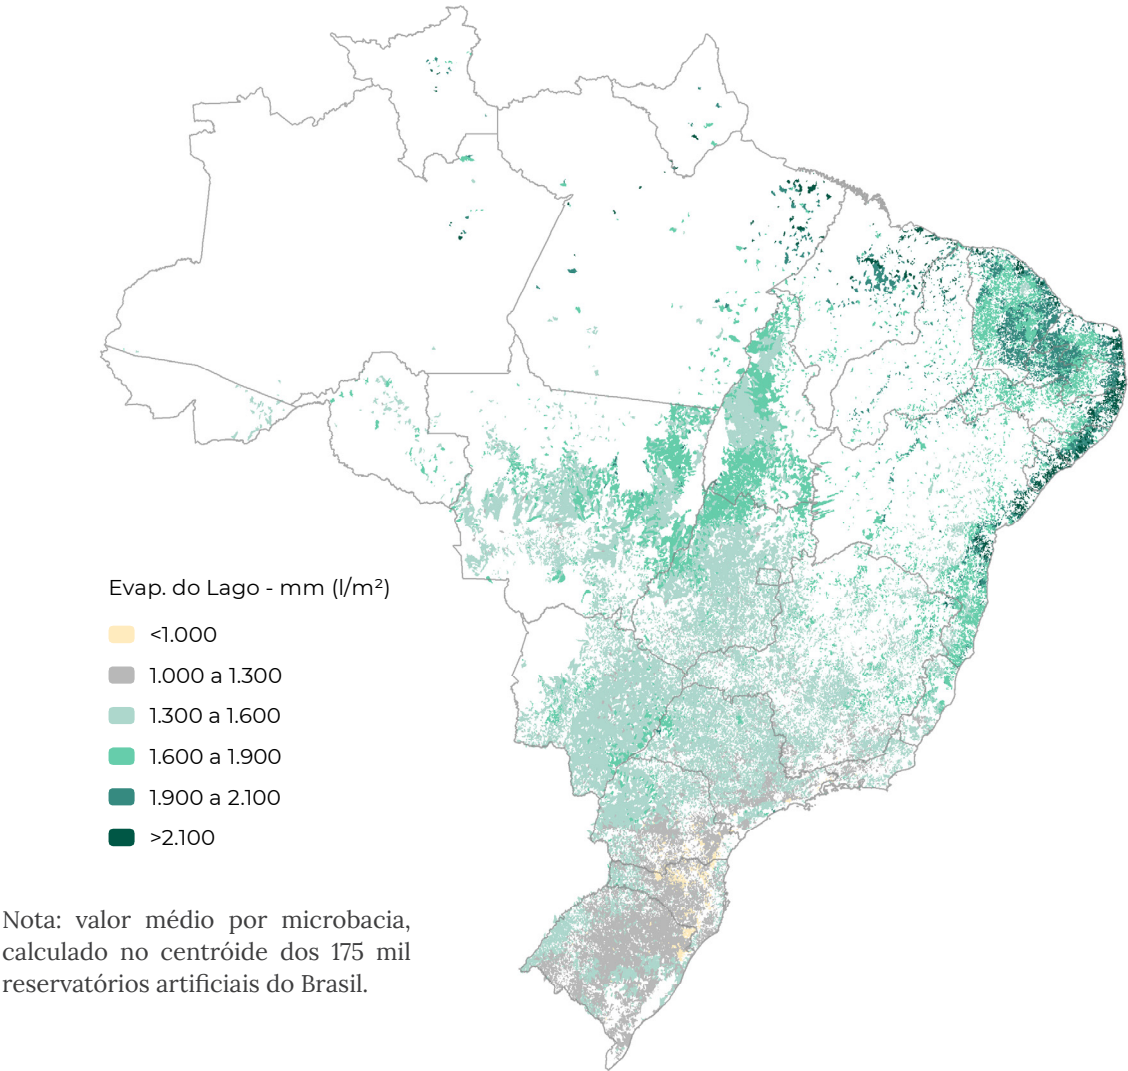 Evap. do Lago - mm (l/m²)
<1.000
1.000 a 1.300
1.300 a 1.600
1.600 a 1.900
1.900 a 2.100
>2.100
Nota: valor médio por microbacia,
calculado no centróide dos 175 mil
reservatórios artificiais do Brasil.